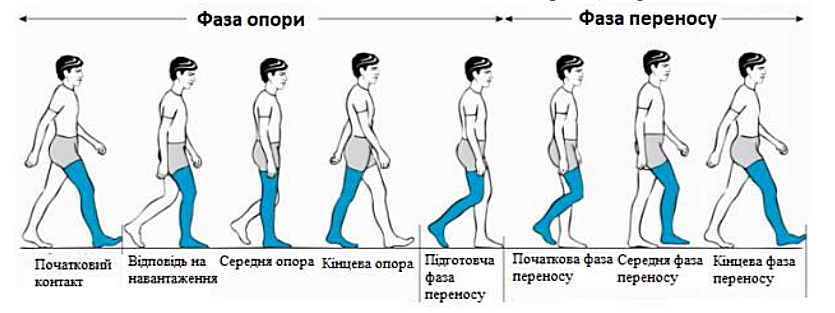 Фаза опори
Фаза переносу
Початковий
контакт
Відповідь на
навантаження
Середня опора
Кінцева опора
Підготовча
фаза
переносу
Початкова фаза
переносу
Середня фаза
переносу
Кінцева фаза
переносу